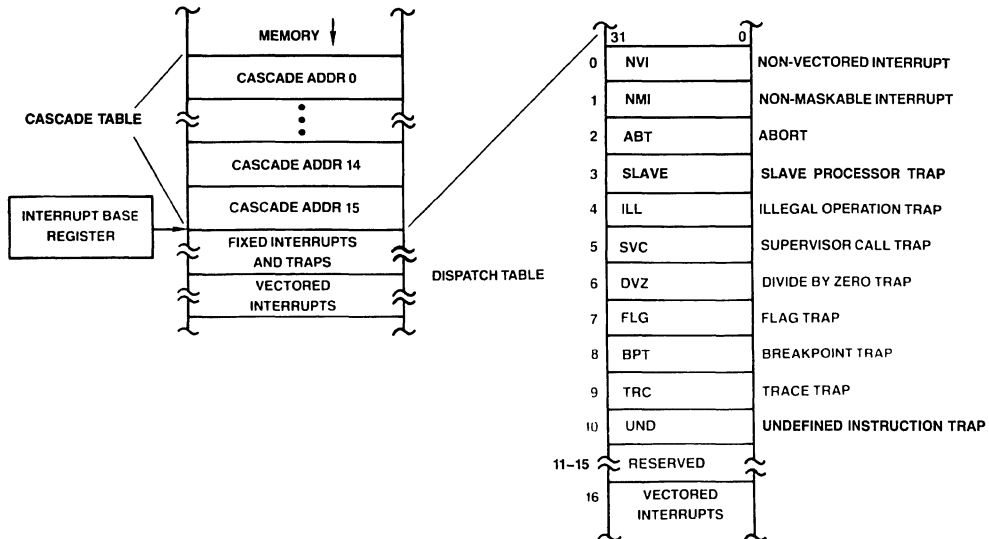 MEMORY
CASCADE ADDR 0
CASCADE TABLE
CASCADE ADDR 14
CASCADE ADDR 15
INTERRUPT BASE
REGISTER
FIXED INTERRUPTS
AND TRAPS
VECTORED
INTERRUPTS
DISPATCH TABLE
31 0
0 NVI NON-VECTORED INTERRUPT
1 NMI NON-MASKABLE INTERRUPT
2 ABT ABORT
3 SLAVE SLAVE PROCESSOR TRAP
4 ILL ILLEGAL OPERATION TRAP
5 SVC SUPERVISOR CALL TRAP
6 DVZ DIVIDE BY ZERO TRAP
7 FLG FLAG TRAP
8 BPT BREAKPOINT TRAP
9 TRC TRACE TRAP
10 UND UNDEFINED INSTRUCTION TRAP
11–15 RESERVED
16 VECTORED
INTERRUPTS